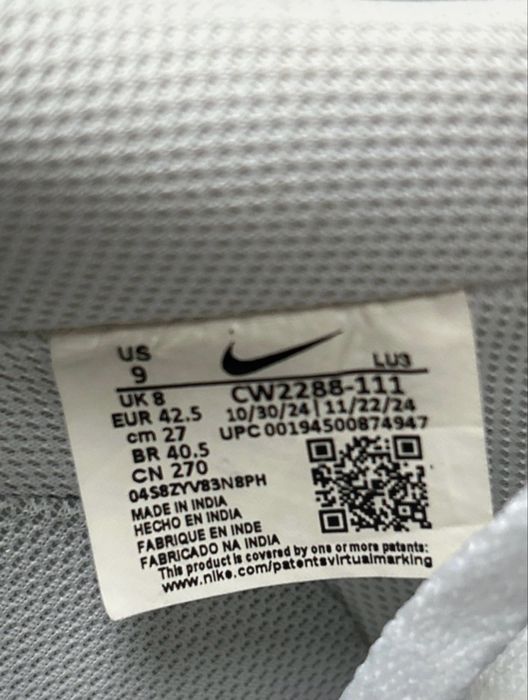 US
9
LU3
UK 8
CW2288-111
EUR 42.5
10/30/24 | 11/22/24
cm 27
UPC 00194500874947
BR 40.5
CN 270
04S8ZYV83N8PH
MADE IN INDIA
HECHO EN INDIA
FABRIQUE EN INDE
FABRICADO NA INDIA
This product is covered by one or more patents:
www.nike.com/patentsvirtualmarking